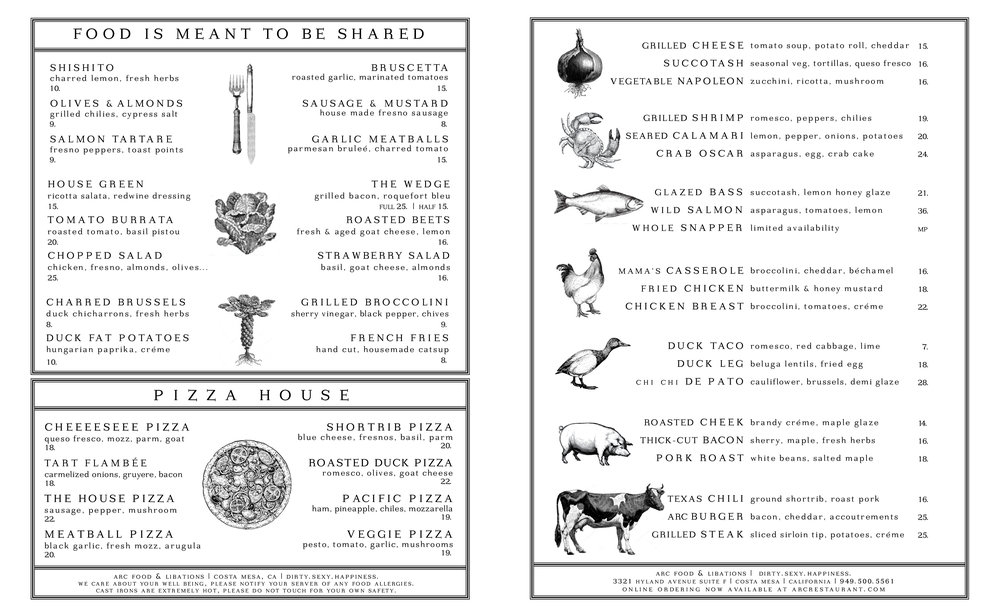 FOOD IS MEANT TO BE SHARED
SHISHITO
charred lemon, fresh herbs
10.
OLIVES & ALMONDS
grilled chilies, cypress salt
9.
SALMON TARTARE
fresno peppers, toast points
9.
BRUSCETTA
roasted garlic, marinated tomatoes
15.
SAUSAGE & MUSTARD
house made fresno sausage
8.
GARLIC MEATBALLS
parmesan bruleé, charred tomato
15.
HOUSE GREEN
ricotta salata, redwine dressing
15.
TOMATO BURRATA
roasted tomato, basil pistou
20.
CHOPPED SALAD
chicken, fresno, almonds, olives...
25.
THE WEDGE
grilled bacon, roquefort bleu
FULL 25. | HALF 15.
ROASTED BEETS
fresh & aged goat cheese, lemon
16.
STRAWBERRY SALAD
basil, goat cheese, almonds
16.
CHARRED BRUSSELS
duck chicharrons, fresh herbs
8.
DUCK FAT POTATOES
hungarian paprika, créme
10.
GRILLED BROCCOLINI
sherry vinegar, black pepper, chives
9.
FRENCH FRIES
hand cut, housemade catsup
8.
PIZZA HOUSE
CHEEEESEEE PIZZA
queso fresco, mozz, parm, goat
18.
TART FLAMBÉE
carmelized onions, gruyere, bacon
18.
THE HOUSE PIZZA
sausage, pepper, mushroom
22.
MEATBALL PIZZA
black garlic, fresh mozz, arugula
20.
SHORTRIB PIZZA
blue cheese, fresnos, basil, parm
20.
ROASTED DUCK PIZZA
romesco, olives, goat cheese
22.
PACIFIC PIZZA
ham, pineapple, chiles, mozzarella
19.
VEGGIE PIZZA
pesto, tomato, garlic, mushrooms
19.
ARC FOOD & LIBATIONS | COSTA MESA, CA | DIRTY.SEXY.HAPPINESS.
WE CARE ABOUT YOUR WELL BEING, PLEASE NOTIFY YOUR SERVER OF ANY FOOD ALLERGIES.
CAST IRONS ARE EXTREMELY HOT, PLEASE DO NOT TOUCH FOR YOUR OWN SAFETY.
GRILLED CHEESE tomato soup, potato roll, cheddar 15.
SUCCOTASH seasonal veg, tortillas, queso fresco 16.
VEGETABLE NAPOLEON zucchini, ricotta, mushroom 16.
GRILLED SHRIMP romesco, peppers, chilies 19.
SEARED CALAMARI lemon, pepper, onions, potatoes 20.
CRAB OSCAR asparagus, egg, crab cake 24.
GLAZED BASS succotash, lemon honey glaze 21.
WILD SALMON asparagus, tomatoes, lemon 36.
WHOLE SNAPPER limited availability MP
MAMA'S CASSEROLE broccolini, cheddar, béchamel 16.
FRIED CHICKEN buttermilk & honey mustard 18.
CHICKEN BREAST broccolini, tomatoes, créme 22.
DUCK TACO romesco, red cabbage, lime 7.
DUCK LEG beluga lentils, fried egg 18.
CHI CHI DE PATO cauliflower, brussels, demi glaze 28.
ROASTED CHEEK brandy créme, maple glaze 14.
THICK-CUT BACON sherry, maple, fresh herbs 16.
PORK ROAST white beans, salted maple 18.
TEXAS CHILI ground shortrib, roast pork 16.
ARC BURGER bacon, cheddar, accoutrements 25.
GRILLED STEAK sliced sirloin tip, potatoes, créme 25.
ARC FOOD & LIBATIONS | DIRTY.SEXY.HAPPINESS.
3321 HYLAND AVENUE SUITE F | COSTA MESA | CALIFORNIA | 949.500.5561
ONLINE ORDERING NOW AVAILABLE AT ARCRESTAURANT.COM